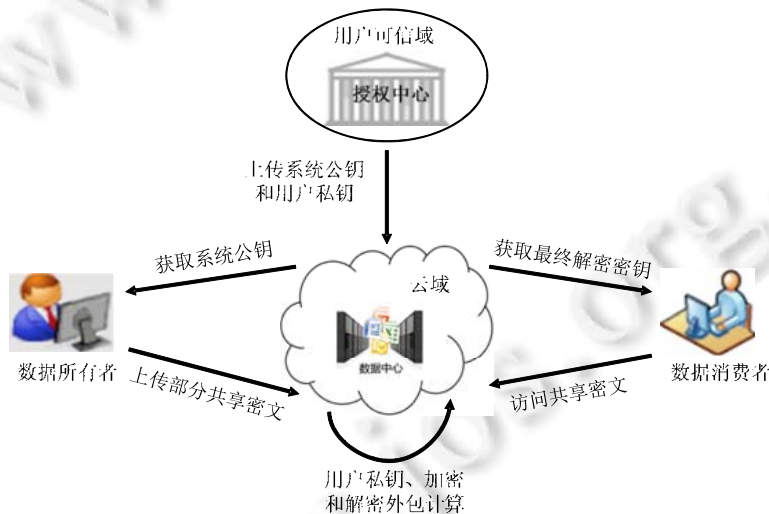 用户可信域
授权中心
上传系统公钥
和用户私钥
获取系统公钥
获取最终解密密钥
云域
数据中心
数据所有者
数据消费者
上传部分共享密文
访问共享密文
用户私钥、加密
和解密外包计算